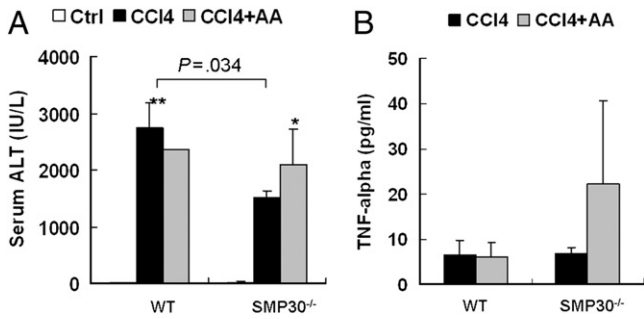 A
Ctrl CCl4 CCl4+AA
P=.034
**
*
Serum ALT (IU/L)
4000
3000
2000
1000
0
WT SMP30-/-
B
CCl4 CCl4+AA
TNF-alpha (pg/ml)
50
40
30
20
10
0
WT SMP30-/-